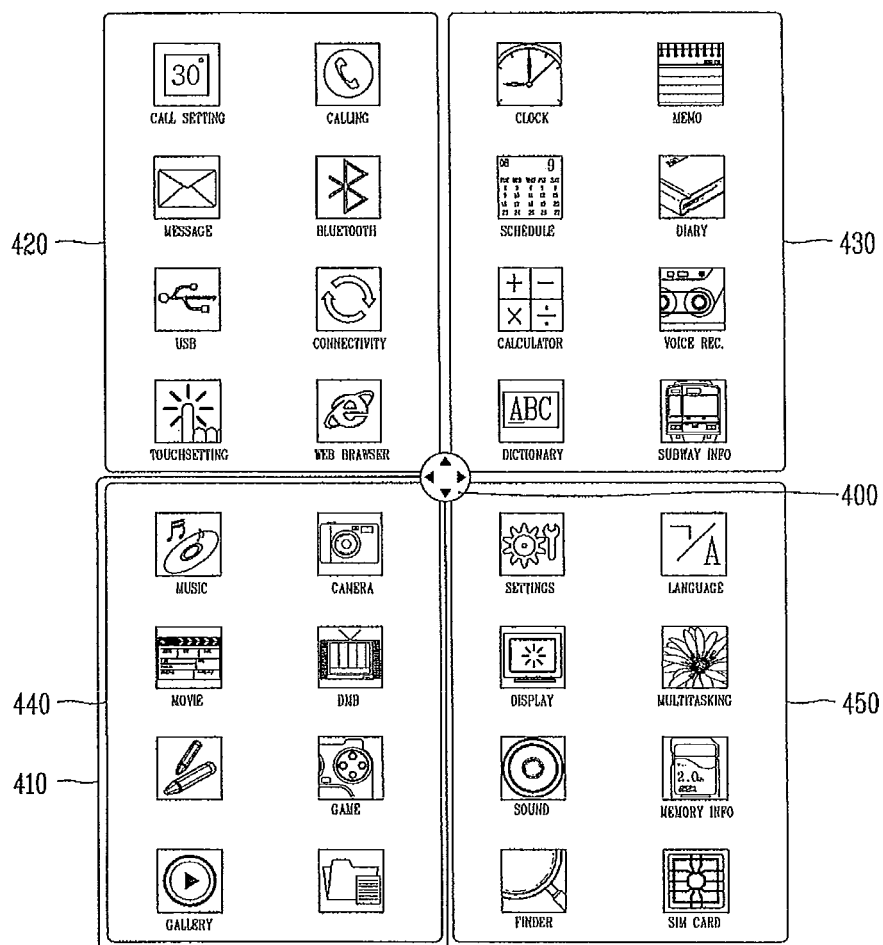 30°
CALL SETTING
CALLING
MESSAGE
BLUETOOTH
USB
CONNECTIVITY
TOUCHSETTING
WEB BRAWSER
420
CLOCK
MEMO
08 9
SCHEDULE
DIARY
+ −
× ÷
CALCULATOR
VOICE REC.
ABC
DICTIONARY
SUBWAY INFO
430
400
MUSIC
CAMERA
MOVIE
DMB
GAME
GALLERY
440
410
A
SETTINGS
LANGUAGE
DISPLAY
MULTITASKING
2.0
SOUND
MEMORY INFO
FINDER
SIM CARD
450